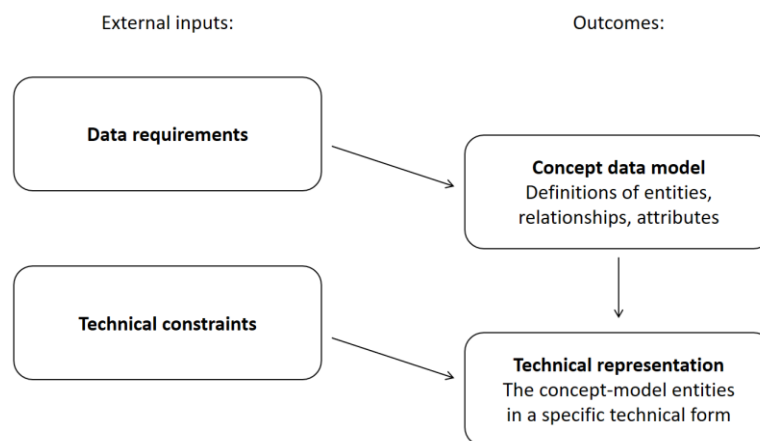 External inputs:
Outcomes:
Data requirements
Concept data model
Definitions of entities,
relationships, attributes
Technical constraints
Technical representation
The concept-model entities
in a specific technical form